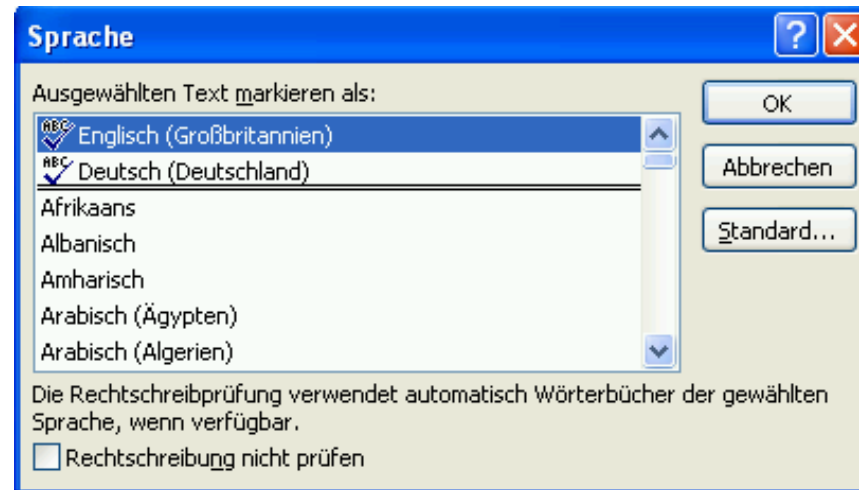 Sprache
Ausgewählten Text markieren als:
Englisch (Großbritannien)
Deutsch (Deutschland)
Afrikaans
Albanisch
Amharisch
Arabisch (Ägypten)
Arabisch (Algerien)
OK
Abbrechen
Standard...
Die Rechtschreibprüfung verwendet automatisch Wörterbücher der gewählten
Sprache, wenn verfügbar.
Rechtschreibung nicht prüfen